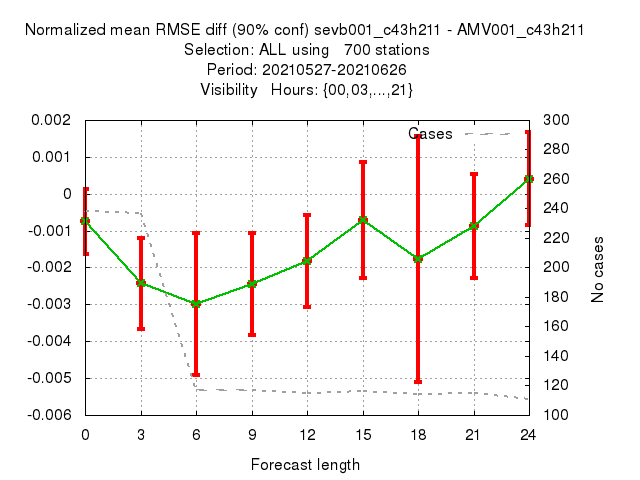 Normalized mean RMSE diff (90% conf) sevb001_c43h211 - AMV001_c43h211
Selection: ALL using 700 stations
Period: 20210527-20210626
Visibility Hours: {00,03,...,21}
Cases
0.002
0.001
0
-0.001
-0.002
-0.003
-0.004
-0.005
-0.006
300
280
260
240
220
200
180
160
140
120
100
No cases
0 3 6 9 12 15 18 21 24
Forecast length